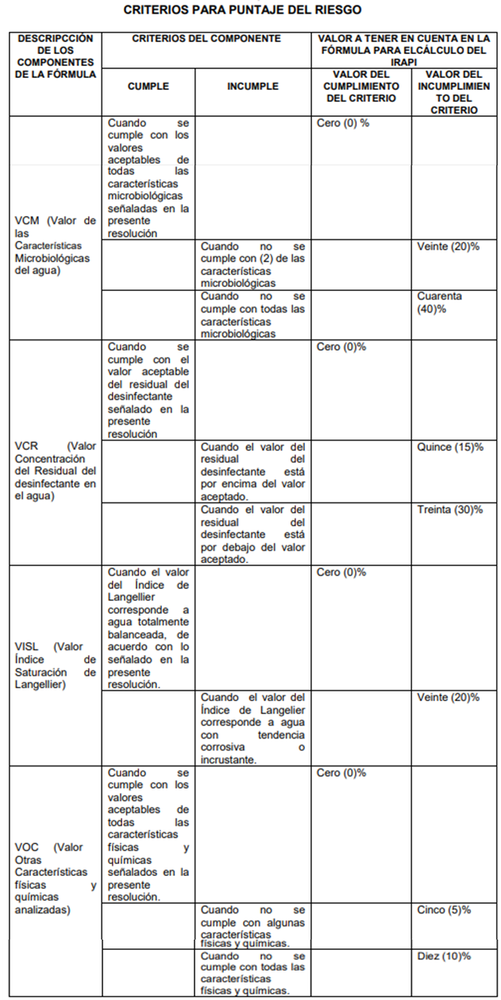 CRITERIOS PARA PUNTAJE DEL RIESGO
DESCRIPCCIÓN
DE LOS
COMPONENTES
DE LA FÓRMULA
CRITERIOS DEL COMPONENTE
VALOR A TENER EN CUENTA EN LA
FÓRMULA PARA ELCÁLCULO DEL
IRAPI
CUMPLE
INCUMPLE
VALOR DEL
CUMPLIMIENTO
DEL CRITERIO
VALOR DEL
INCUMPLIMIEN
TO DEL
CRITERIO
VCM (Valor de
las
Características
Microbiológicas
del agua)
Cuando se
cumple con los
valores
aceptables de
todas las
características
microbiológicas
señaladas en la
presente
resolución
Cero (0) %
Cuando no se
cumple con (2) de las
características
microbiológicas
Veinte (20)%
Cuando no se
cumple con todas las
características
microbiológicas
Cuarenta
(40)%
VCR (Valor
Concentración
del Residual del
desinfectante en
el agua)
Cuando se
cumple con el
valor aceptable
del residual del
desinfectante
señalado en la
presente
resolución
Cero (0)%
Cuando el valor del
residual del
desinfectante está
por encima del valor
aceptado.
Quince (15)%
Cuando el valor del
residual del
desinfectante está
por debajo del valor
aceptado.
Treinta (30)%
VISL (Valor
Índice de
Saturación de
Langellier)
Cuando el valor
del Índice de
Langellier
corresponde a
agua totalmente
balanceada, de
acuerdo con lo
señalado en la
presente
resolución.
Cero (0)%
Cuando el valor del
Índice de Langelier
corresponde a agua
con tendencia
corrosiva o
incrustante.
Veinte (20)%
VOC (Valor
Otras
Características
físicas y
químicas
analizadas)
Cuando se
cumple con los
valores
aceptables de
todas las
características
físicas y
químicas
señalados en la
presente
resolución.
Cero (0)%
Cuando no se
cumple con algunas
características
físicas y químicas.
Cinco (5)%
Cuando no se
cumple con todas las
características
físicas y químicas.
Diez (10)%